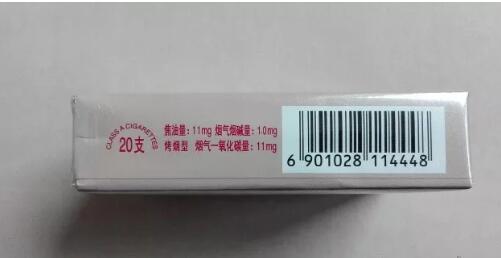 CLASS A CIGARETTES
20支
焦油量：11mg 烟气烟碱量：1.0mg
烤烟型 烟气一氧化碳量：11mg
6 901028 114448